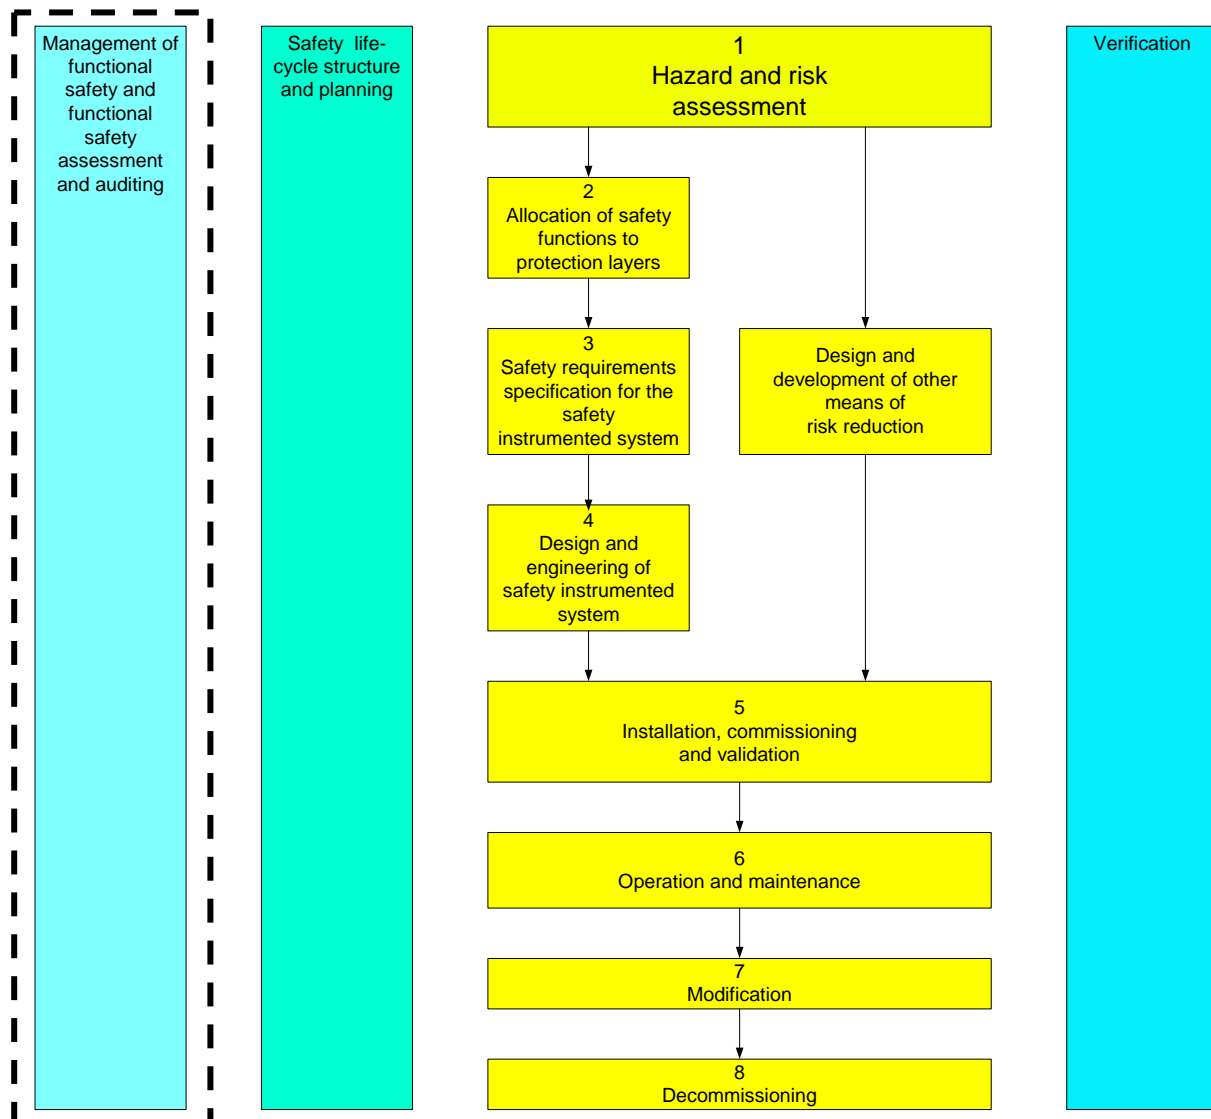 Management of
functional
safety and
functional
safety
assessment
and auditing
Safety life-
cycle structure
and planning
1
Hazard and risk
assessment
Verification
2
Allocation of safety
functions to
protection layers
3
Safety requirements
specification for the
safety
instrumented system
Design and
development of other
means of
risk reduction
4
Design and
engineering of
safety instrumented
system
5
Installation, commissioning
and validation
6
Operation and maintenance
7
Modification
8
Decommissioning